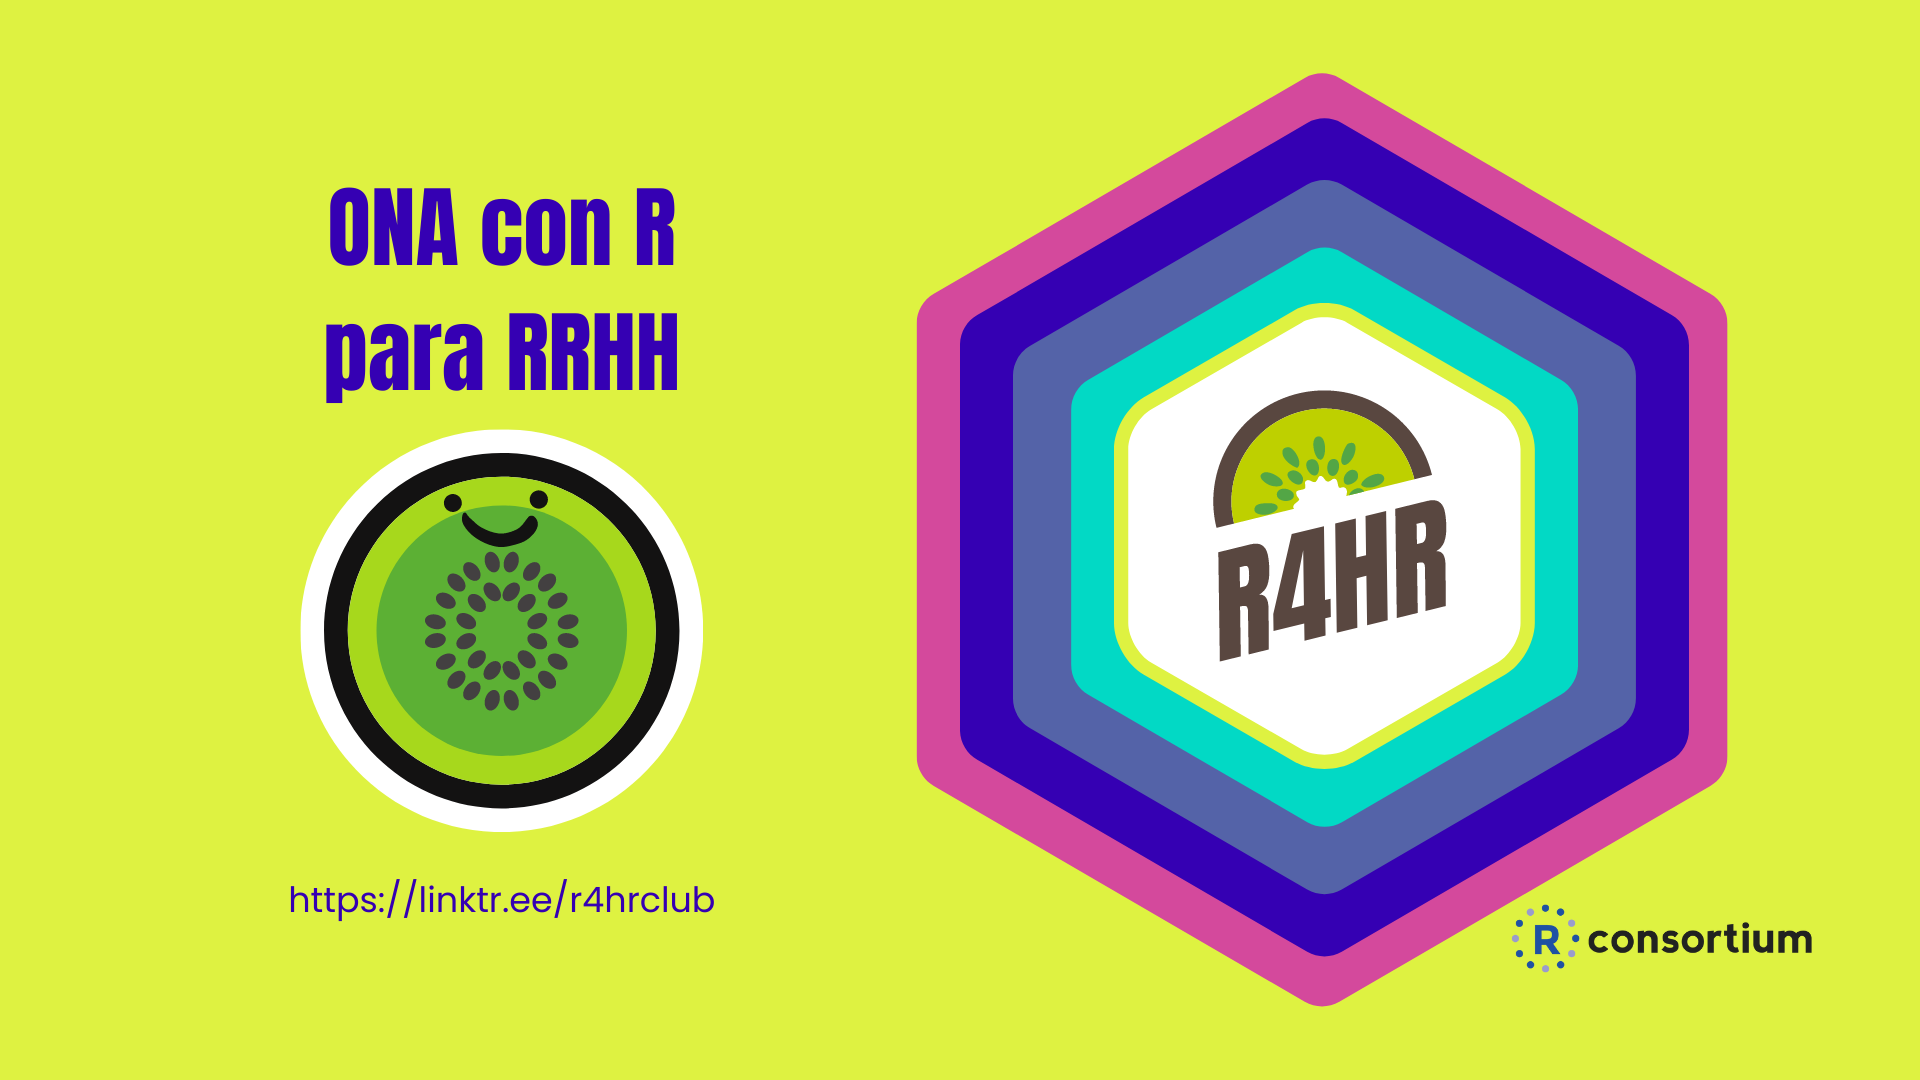 ONA con R
para RRHH
https://linktr.ee/r4hrclub
R4HR
R consortium